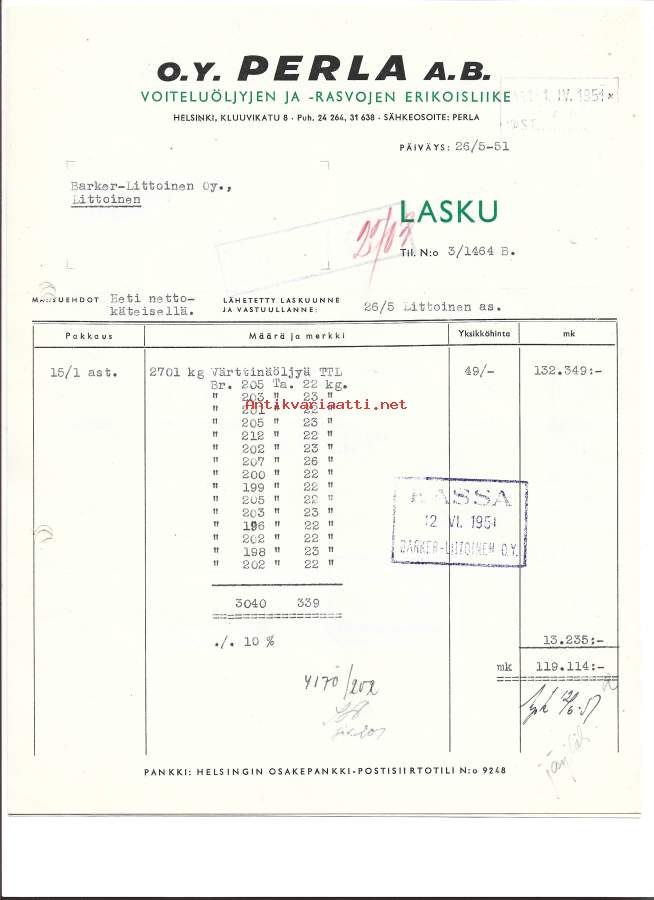 O.Y. PERLA A.B.
VOITELUÖLJYJEN JA -RASVOJEN ERIKOISLIIKE
1. IV. 1951
HELSINKI, KLUUVIKATU 8 · Puh. 24 264, 31 638 · SÄHKEOSOITE: PERLA
PÄIVÄYS: 26/5-51
Barker-Littoinen Oy.,
Littoinen
LASKU
Til. N:o 3/1464 B.
MAKSUEHDOT Heti netto-
käteisellä.
LÄHETETTY LASKUUNNE
JA VASTUULLANNE: 26/5 Littoinen as.
Pakkaus Määrä ja merkki Yksikköhinta mk
15/1 ast. 2701 kg Värttinäöljyä TTL 49/- 132.349:-
Br. 205 Ta. 22 kg.
" 203 " 23 "
Antikvariaatti.net
" 201 " 22 "
" 205 " 23 "
" 212 " 22 "
" 202 " 23 "
" 207 " 26 "
" 200 " 22 "
" 199 " 22 "
" 205 " 22 "
" 203 " 23 "
" 196 " 22 "
" 202 " 22 "
" 198 " 23 "
" 202 " 22 "
KASSA
12 VI. 1951
BARKER-LITTOINEN O.Y.
3040 339
./. 10 % 13.235:-
mk 119.114:-
4170/202
PANKKI: HELSINGIN OSAKEPANKKI - POSTISIIRTOTILI N:o 9248